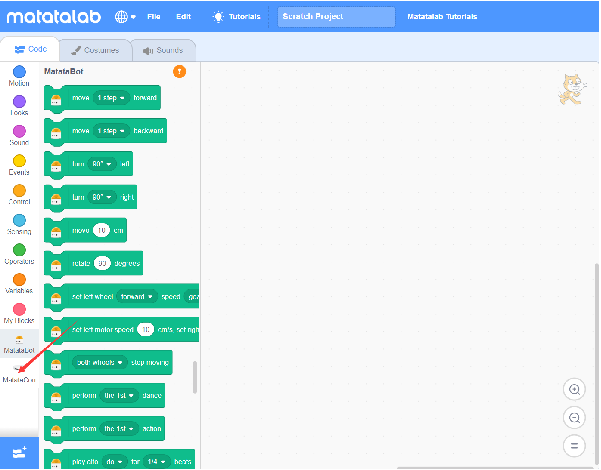 matatalab File Edit Tutorials Scratch Project Matatalab Tutorials
Code Costumes Sounds
Motion
Looks
Sound
Events
Control
Sensing
Operators
Variables
My Blocks
MatataBot
MatataCon
MatataBot
move 1 step forward
move 1 step backward
turn 90° left
turn 90° right
move 10 cm
rotate 90 degrees
set left wheel forward speed
set left motor speed 10 cm/s, set right
both wheels stop moving
perform the 1st dance
perform the 1st action
play alto do for 1/4 beats